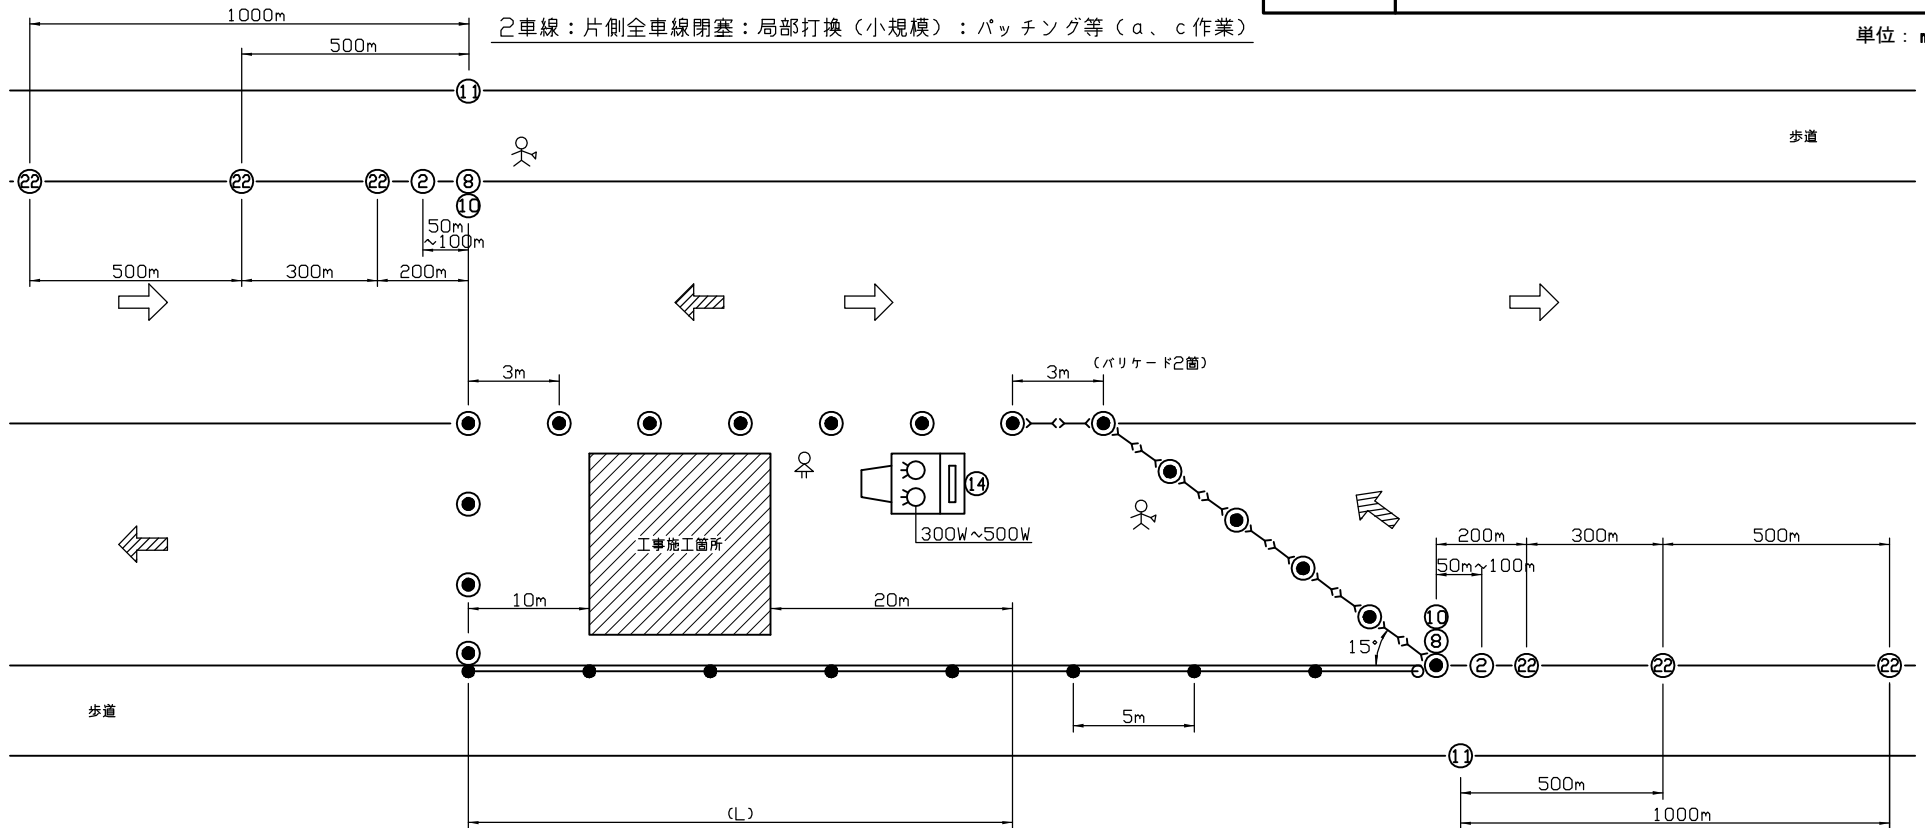 1000m
2車線：片側全車線閉塞：局部打換（小規模）：パッチング等（a、c作業）
単位：
500m
11
歩道
22
22
22
2
8
10
50m
~100m
500m
300m
200m
3m
3m
(バリケード2箇)
14
300W~500W
工事施工箇所
200m
300m
500m
50m~100m
10m
20m
10
8
15°
2
22
22
22
歩道
5m
11
500m
(L)
1000m